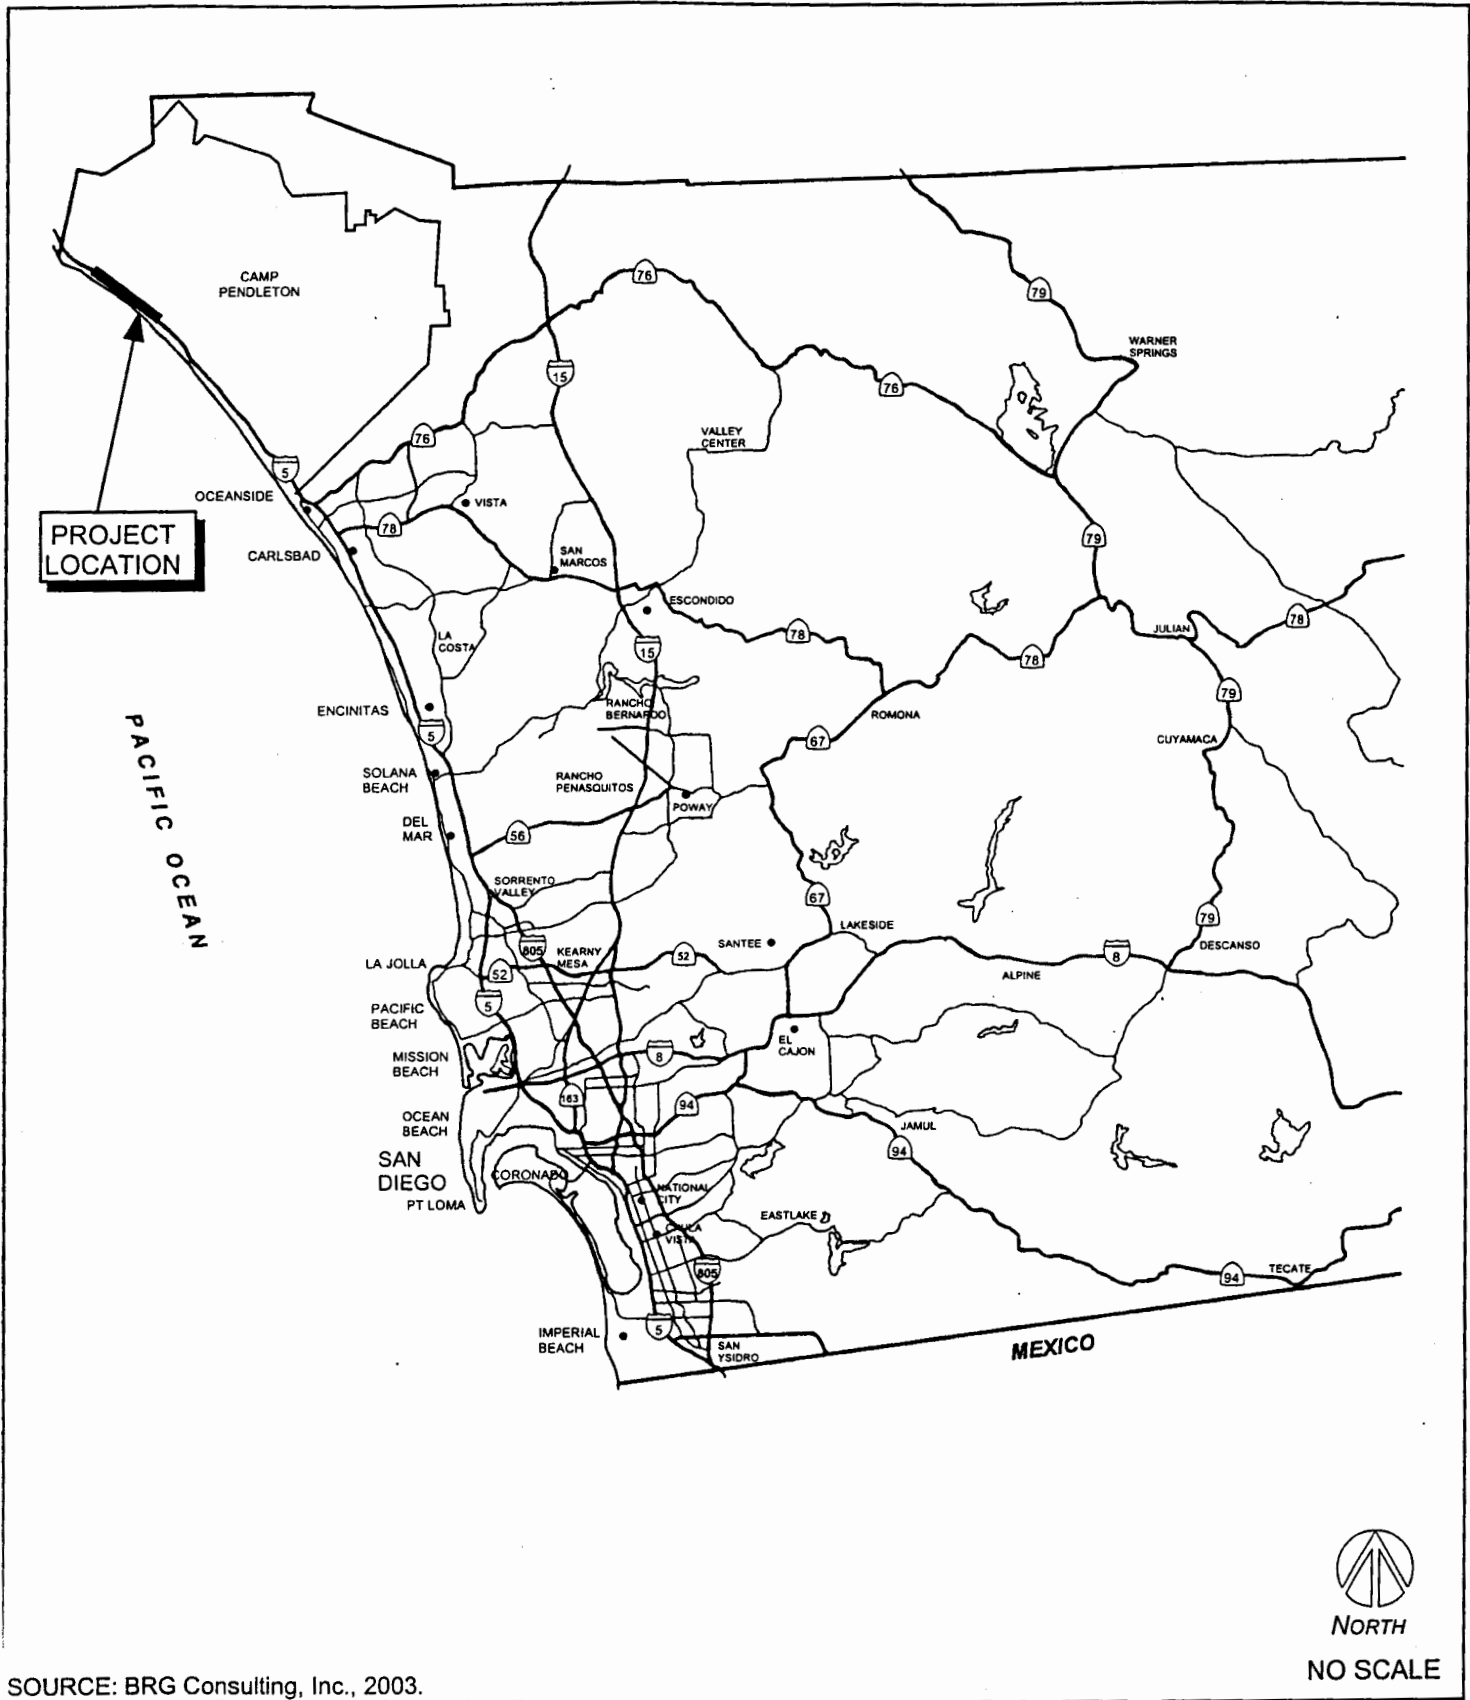 CAMP
PENDLETON
76
79
WARNER
SPRINGS
15
76
76
VALLEY
CENTER
5
OCEANSIDE
VISTA
78
PROJECT
LOCATION
CARLSBAD
SAN
MARCOS
79
ESCONDIDO
78
LA
COSTA
15
JULIAN
78
78
79
RANCHO
BERNARDO
ENCINITAS
5
ROMONA
67
CUYAMACA
PACIFIC OCEAN
SOLANA
BEACH
RANCHO
PENASQUITOS
POWAY
DEL
MAR
56
SORRENTO
VALLEY
67
LAKESIDE
79
DESCANSO
805
KEARNY
MESA
52
SANTEE
8
ALPINE
LA JOLLA
52
5
PACIFIC
BEACH
EL
CAJON
MISSION
BEACH
8
163
94
OCEAN
BEACH
JAMUL
94
SAN
DIEGO
CORONADO
PT LOMA
NATIONAL
CITY
EASTLAKE
CHULA
VISTA
805
94
TECATE
IMPERIAL
BEACH
5
SAN
YSIDRO
MEXICO
NORTH
NO SCALE
SOURCE: BRG Consulting, Inc., 2003.